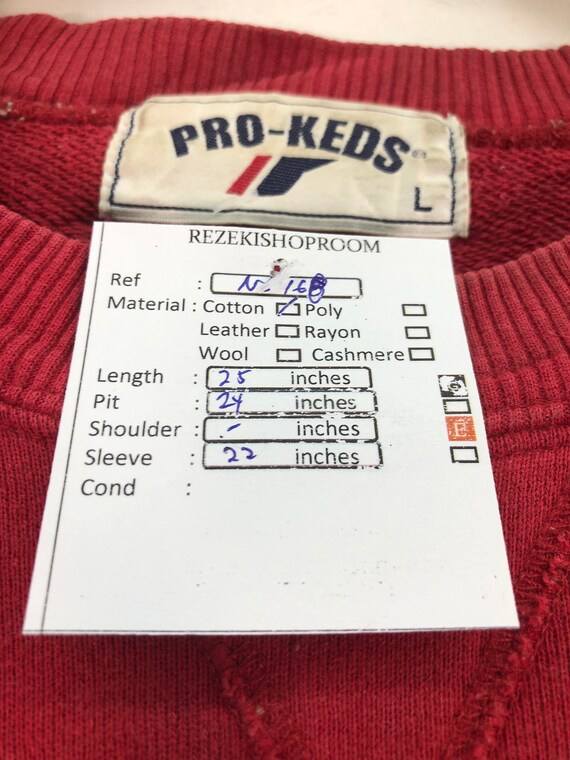 PRO-KEDS®
L
REZEKISHOPROOM
Ref : N. 168
Material : Cotton Poly
Leather Rayon
Wool Cashmere
Length : 25 inches
Pit : 24 inches
Shoulder : .- inches
E
Sleeve : 22 inches
Cond :